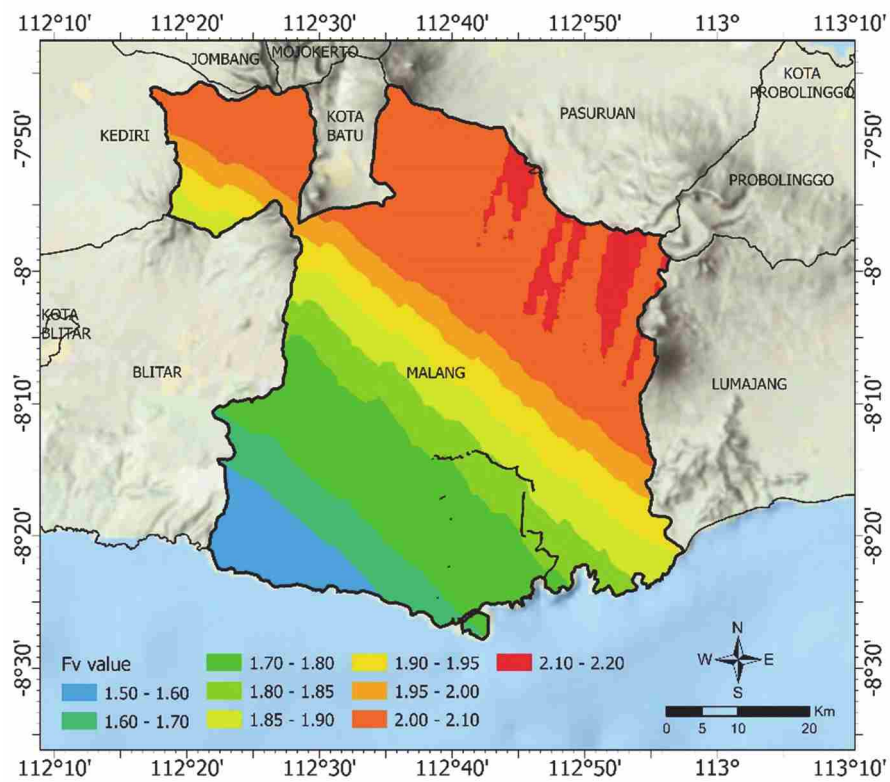 112°10' 112°20' 112°30' 112°40' 112°50' 113° 113°10'
JOMBANG
MOJOKERTO
KOTA
PROBOLINGGO
KEDIRI
KOTA
BATU
PASURUAN
PROBOLINGGO
KOTA
BLITAR
BLITAR
MALANG
LUMAJANG
-7°50'
-8°
-8°10'
-8°20'
-8°30'
-7°50'
-8°
-8°10'
-8°20'
-8°30'
Fv value
1.50 - 1.60
1.60 - 1.70
1.70 - 1.80
1.80 - 1.85
1.85 - 1.90
1.90 - 1.95
1.95 - 2.00
2.00 - 2.10
2.10 - 2.20
N
W E
S
Km
0 5 10 20
112°10' 112°20' 112°30' 112°40' 112°50' 113° 113°10'